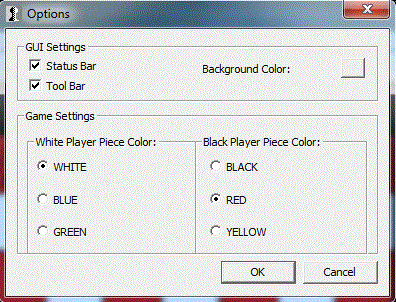 Options
GUI Settings
Status Bar
Background Color:
Tool Bar
Game Settings
White Player Piece Color: Black Player Piece Color:
WHITE BLACK
BLUE RED
GREEN YELLOW
OK Cancel